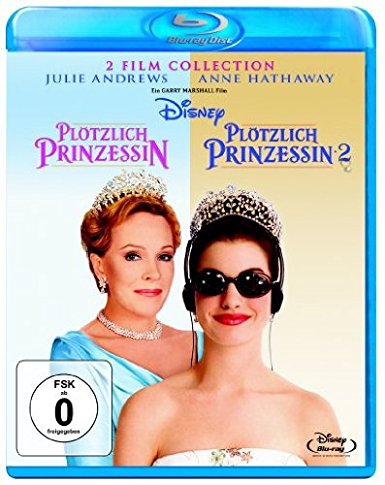 Blu-ray Disc
2 FILM COLLECTION
JULIE ANDREWS ANNE HATHAWAY
Ein GARRY MARSHALL Film
Disney
PLÖTZLICH
PRINZESSIN
PLÖTZLICH
PRINZESSIN 2
FSK
ab
0
freigegeben
Disney
Blu-ray